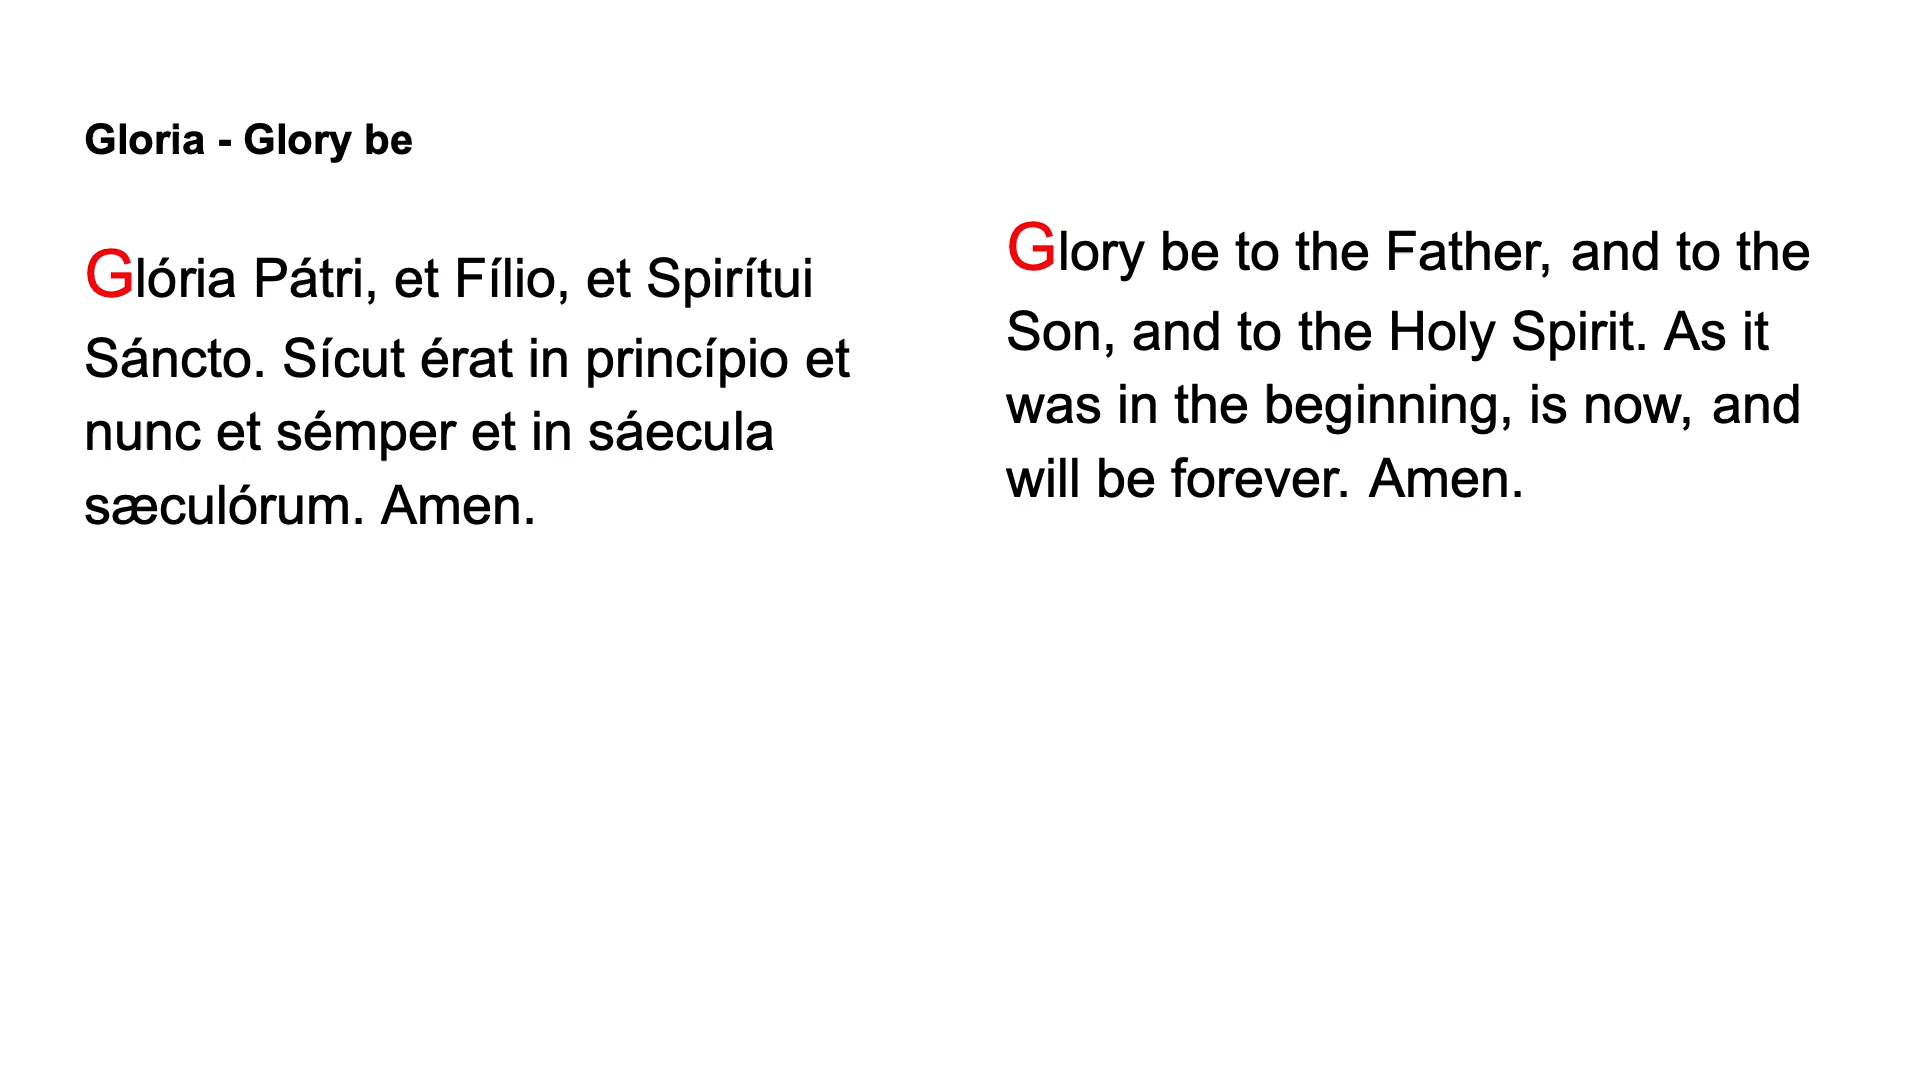 Gloria - Glory be
Glória Pátri, et Fílio, et Spirítui
Sáncto. Sícut érat in princípio et
nunc et sémper et in sáecula
sæculórum. Amen.
Glory be to the Father, and to the
Son, and to the Holy Spirit. As it
was in the beginning, is now, and
will be forever. Amen.